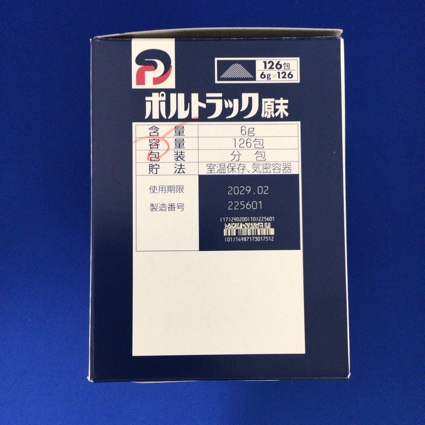 126包
6g×126
ポルトラック原末
含量 6g
容量 126包
包装 分包
貯法 室温保存、気密容器
使用期限 2029.02
製造番号 225601
(17)290200(10)225601
(01)14987173017512